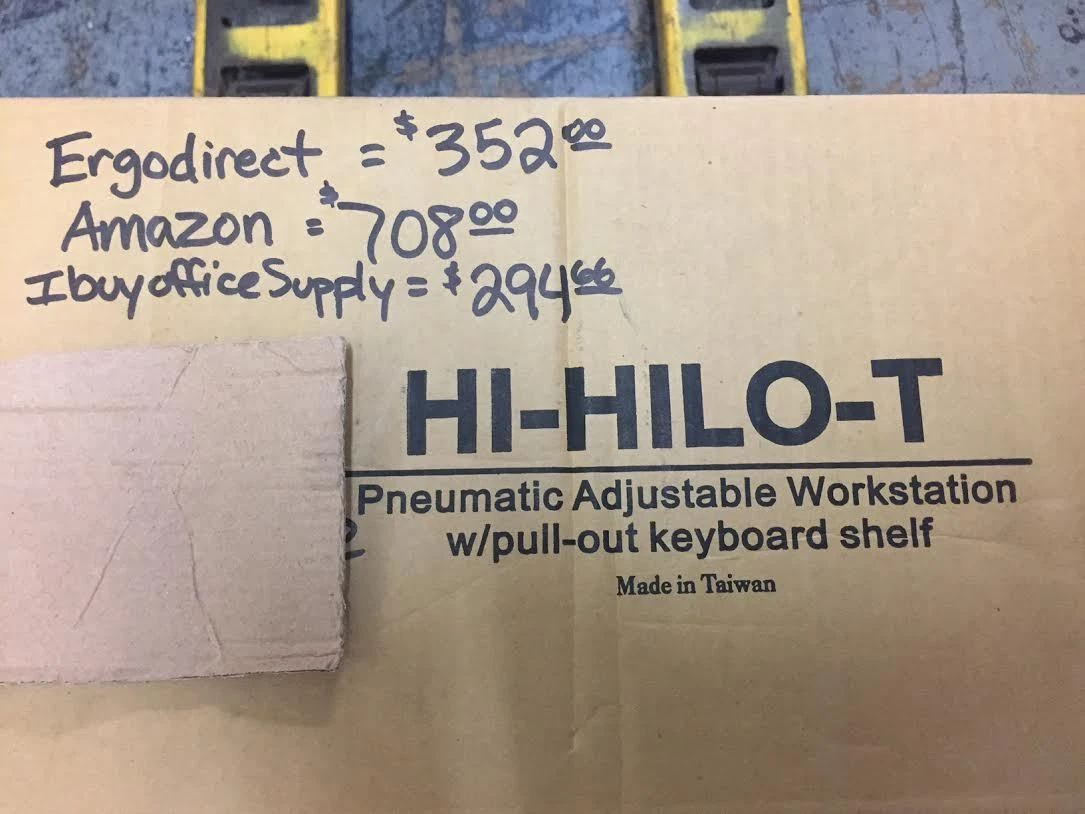 Ergodirect = $352.00
Amazon = $708.00
IbuyofficeSupply = $294.66
HI-HILO-T
Pneumatic Adjustable Workstation
w/pull-out keyboard shelf
Made in Taiwan